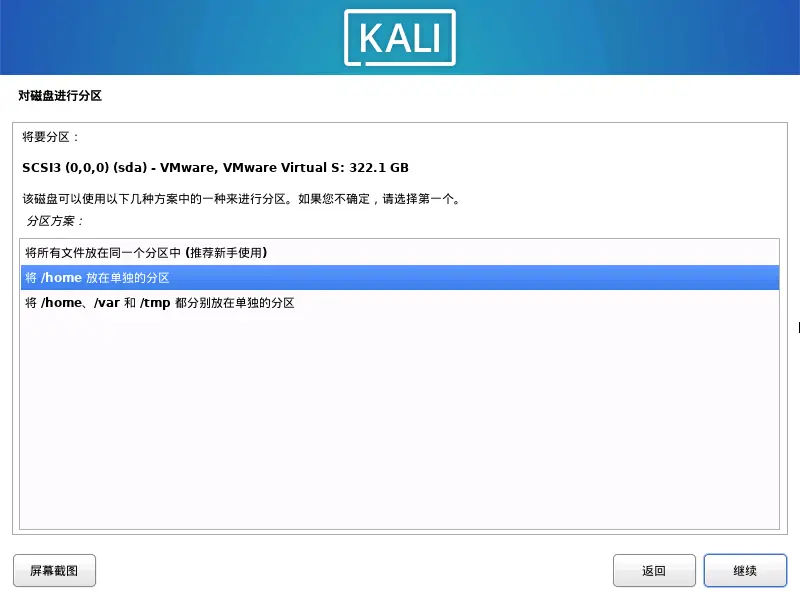 KALI
对磁盘进行分区
将要分区：
SCSI3 (0,0,0) (sda) - VMware, VMware Virtual S: 322.1 GB
该磁盘可以使用以下几种方案中的一种来进行分区。如果您不确定，请选择第一个。
分区方案：
将所有文件放在同一个分区中 (推荐新手使用)
将 /home 放在单独的分区
将 /home、/var 和 /tmp 都分别放在单独的分区
屏幕截图
返回
继续